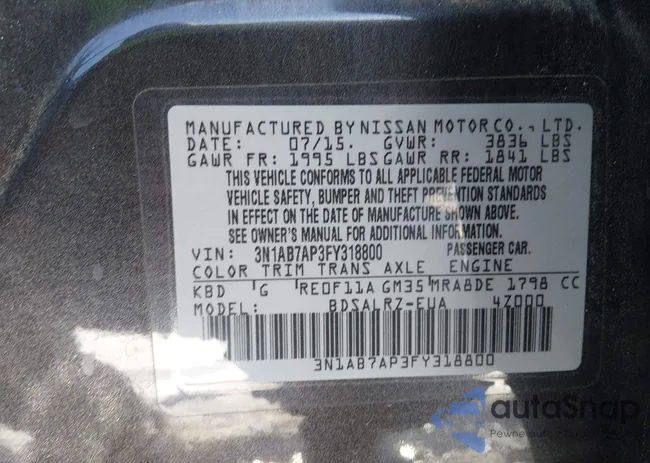 MANUFACTURED BY NISSAN MOTOR CO., LTD.
DATE: 07/15. GVWR: 3836 LBS
GAWR FR: 1995 LBS GAWR RR: 1841 LBS
THIS VEHICLE CONFORMS TO ALL APPLICABLE FEDERAL MOTOR
VEHICLE SAFETY, BUMPER AND THEFT PREVENTION STANDARDS
IN EFFECT ON THE DATE OF MANUFACTURE SHOWN ABOVE.
SEE OWNER'S MANUAL FOR ADDITIONAL INFORMATION.
VIN: 3N1AB7AP3FY318800 PASSENGER CAR.
COLOR TRIM TRANS AXLE ENGINE
KBD G RE0F11A GM35 MRA8DE 1798 CC
MODEL: BDSALRZ-EUA 4Z000
3N1AB7AP3FY318800
autoSnap